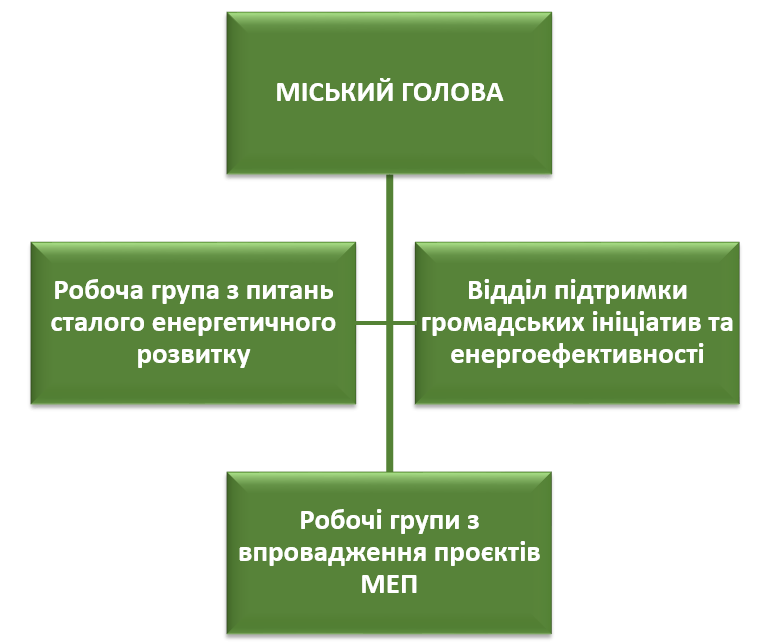 МІСЬКИЙ ГОЛОВА
Робоча група з питань
сталого енергетичного
розвитку
Відділ підтримки
громадських ініціатив та
енергоефективності
Робочі групи з
впровадження проєктів
МЕП